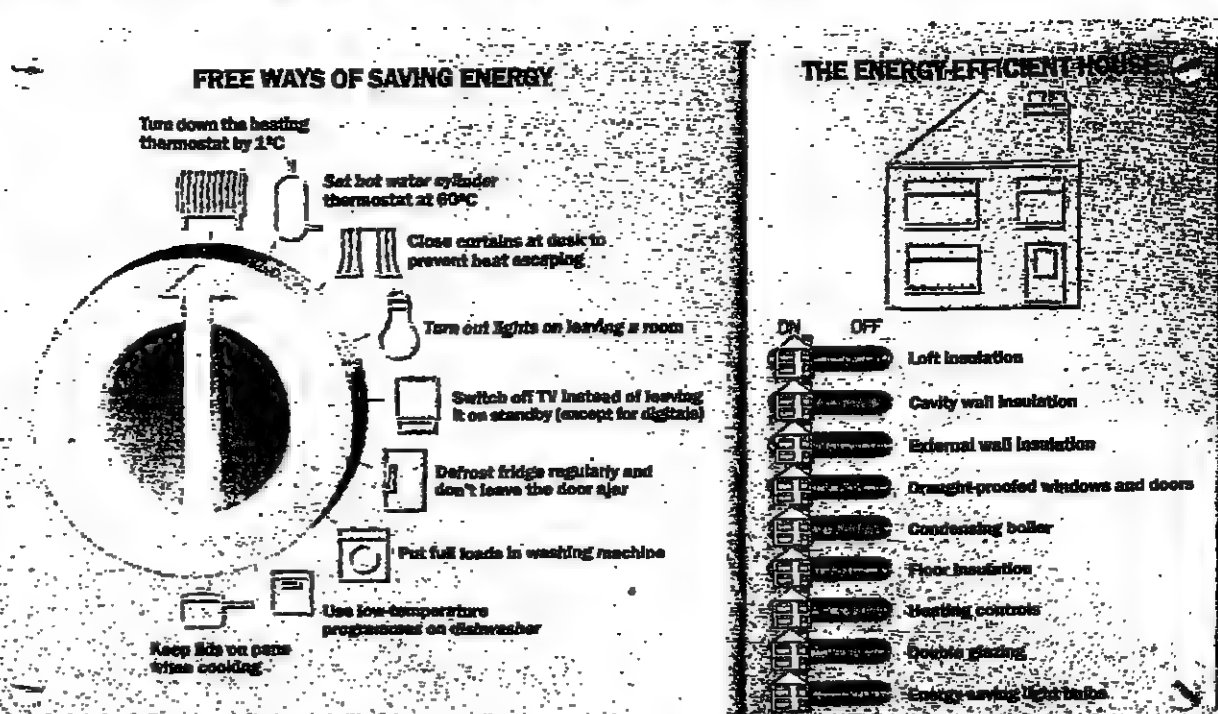 FREE WAYS OF SAVING ENERGY
Turn down the heating
thermostat by 1°C
Set hot water cylinder
thermostat at 60°C
Close curtains at dusk to
prevent heat escaping
Turn out lights on leaving a room
Switch off TV instead of leaving
it on standby (except for digitals)
Defrost fridge regularly and
don't leave the door ajar
Put full loads in washing machine
Use low-temperature
programmes on dishwasher
Keep lids on pans
when cooking
THE ENERGY-EFFICIENT HOUSE
ON OFF
Loft insulation
Cavity wall insulation
External wall insulation
Draught-proofed windows and doors
Condensing boiler
Floor insulation
Heating controls
Double glazing
Energy-saving light bulbs